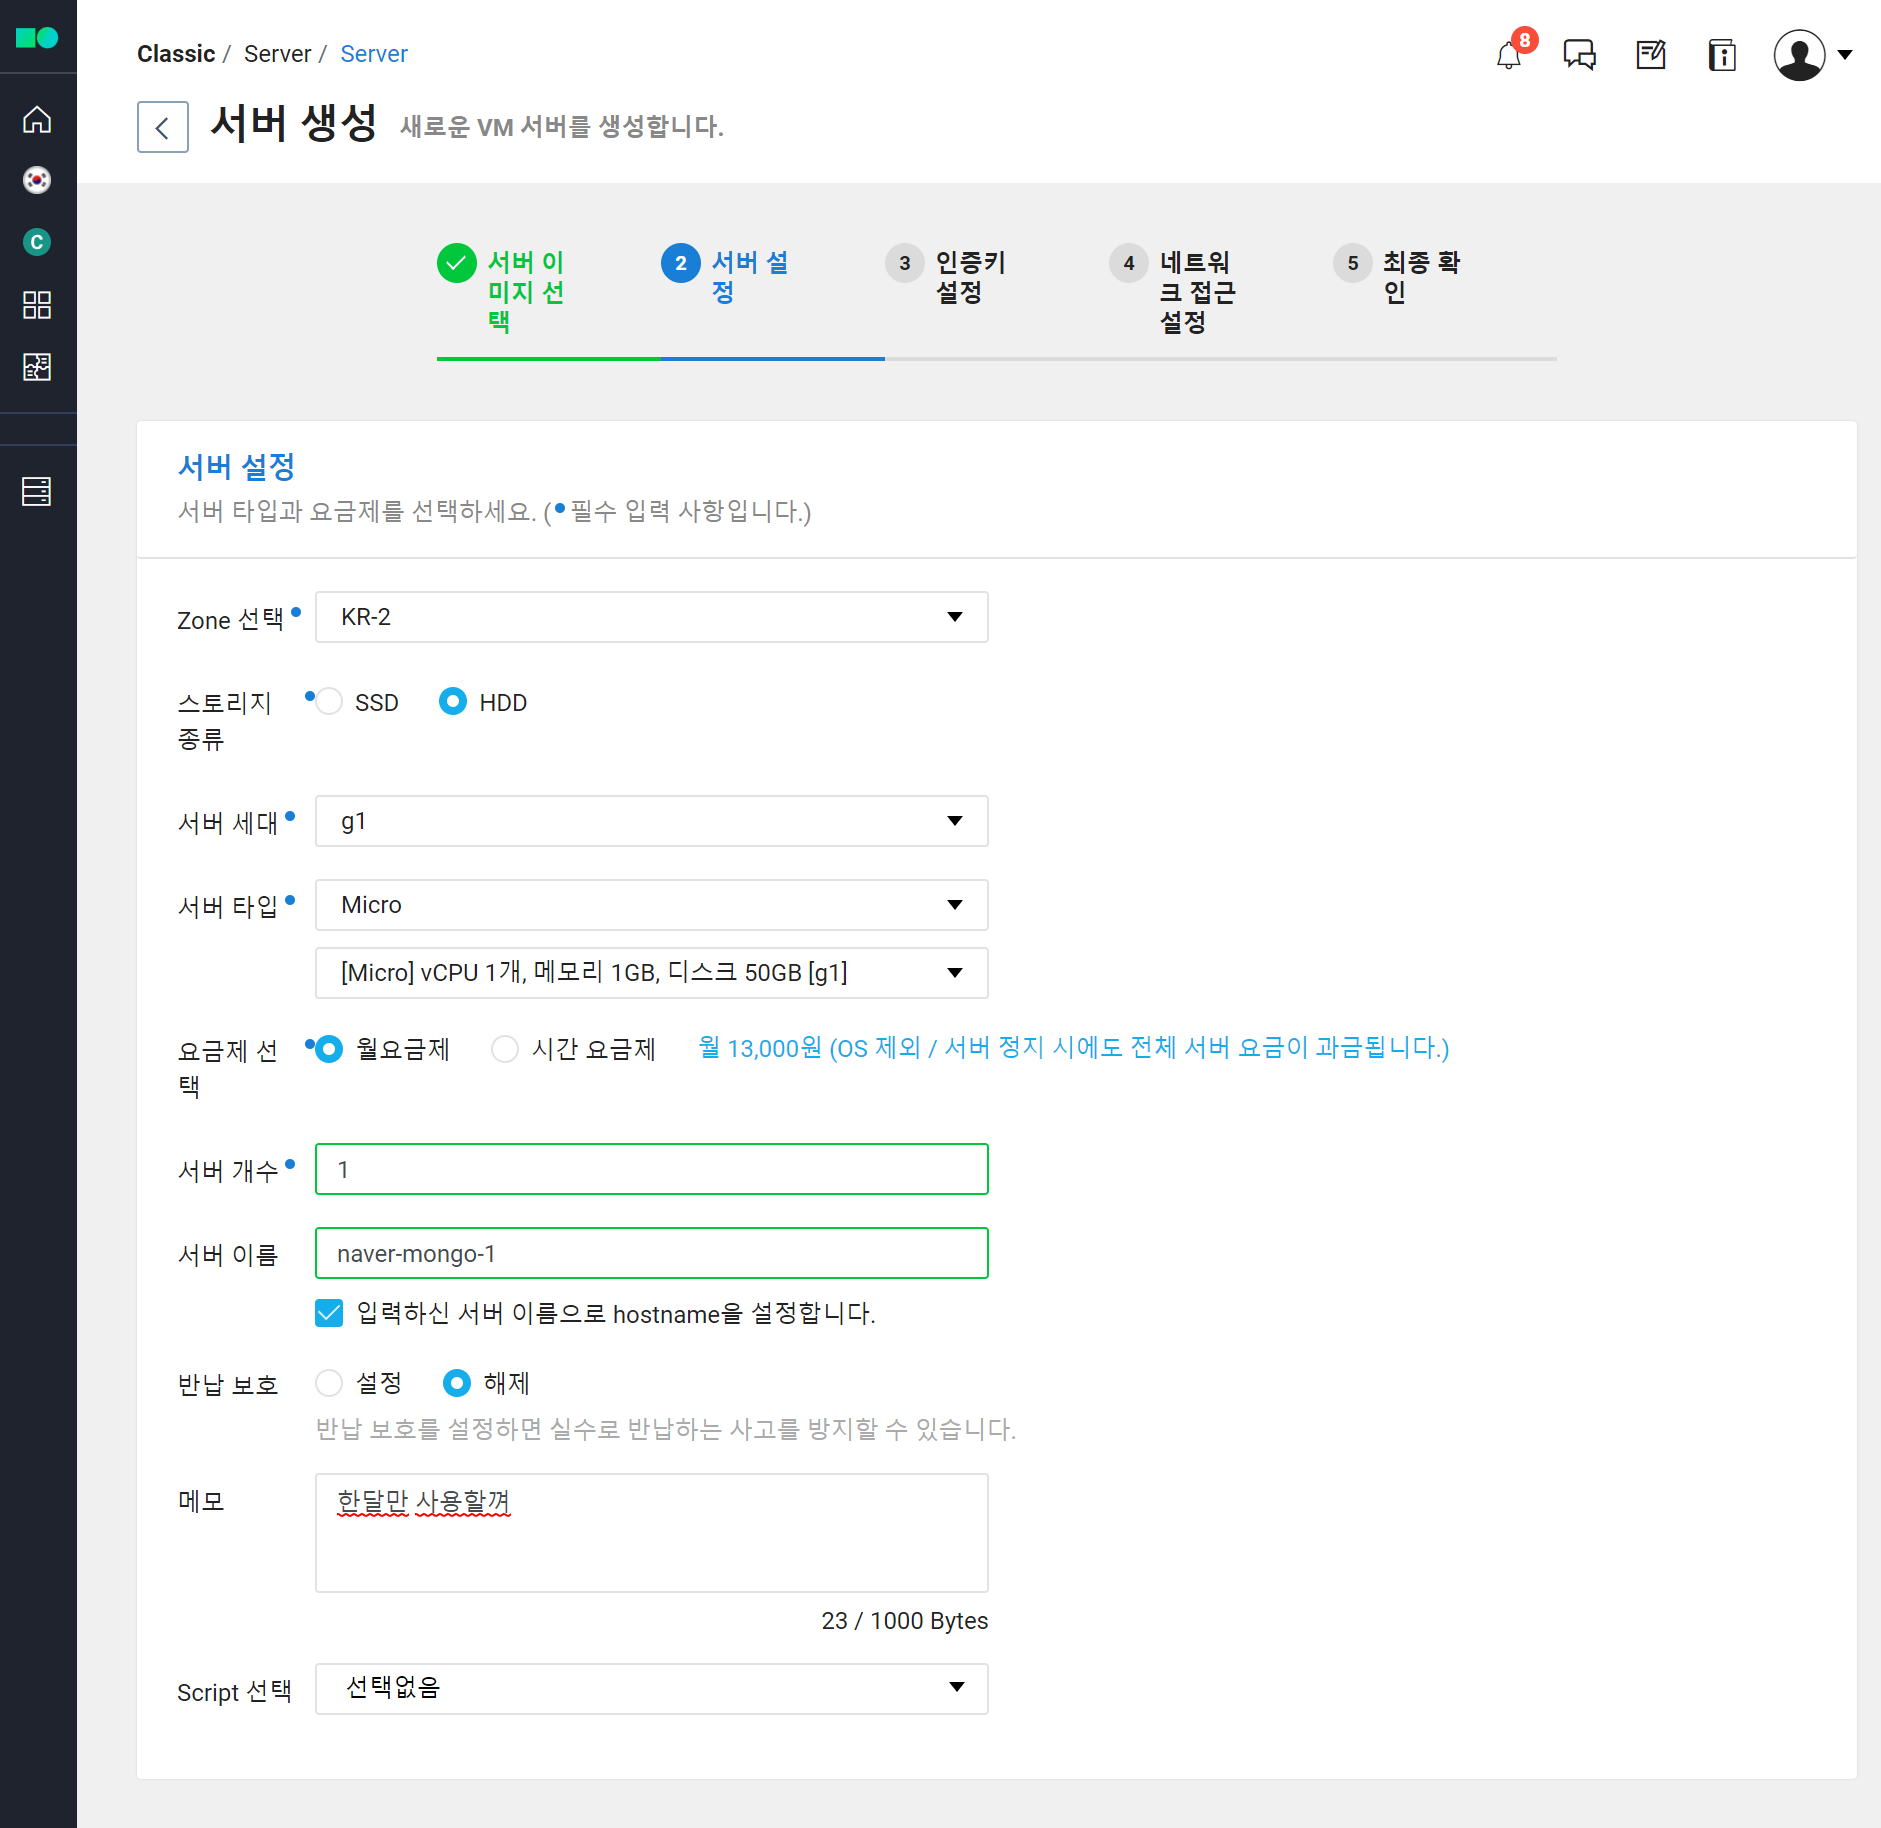 Classic / Server / Server
8
서버 생성 새로운 VM 서버를 생성합니다.
C
서버 이
미지 선
택
2 서버 설
정
3 인증키
설정
4 네트워
크 접근
설정
5 최종 확
인
서버 설정
서버 타입과 요금제를 선택하세요. (• 필수 입력 사항입니다.)
Zone 선택 • KR-2
스토리지 • SSD HDD
종류
서버 세대 • g1
서버 타입 • Micro
[Micro] vCPU 1개, 메모리 1GB, 디스크 50GB [g1]
요금제 선 • 월요금제 시간 요금제 월 13,000원 (OS 제외 / 서버 정지 시에도 전체 서버 요금이 과금됩니다.)
택
서버 개수 • 1
서버 이름 naver-mongo-1
입력하신 서버 이름으로 hostname을 설정합니다.
반납 보호 설정 해제
반납 보호를 설정하면 실수로 반납하는 사고를 방지할 수 있습니다.
메모 한달만 사용할껴
23 / 1000 Bytes
Script 선택 선택없음